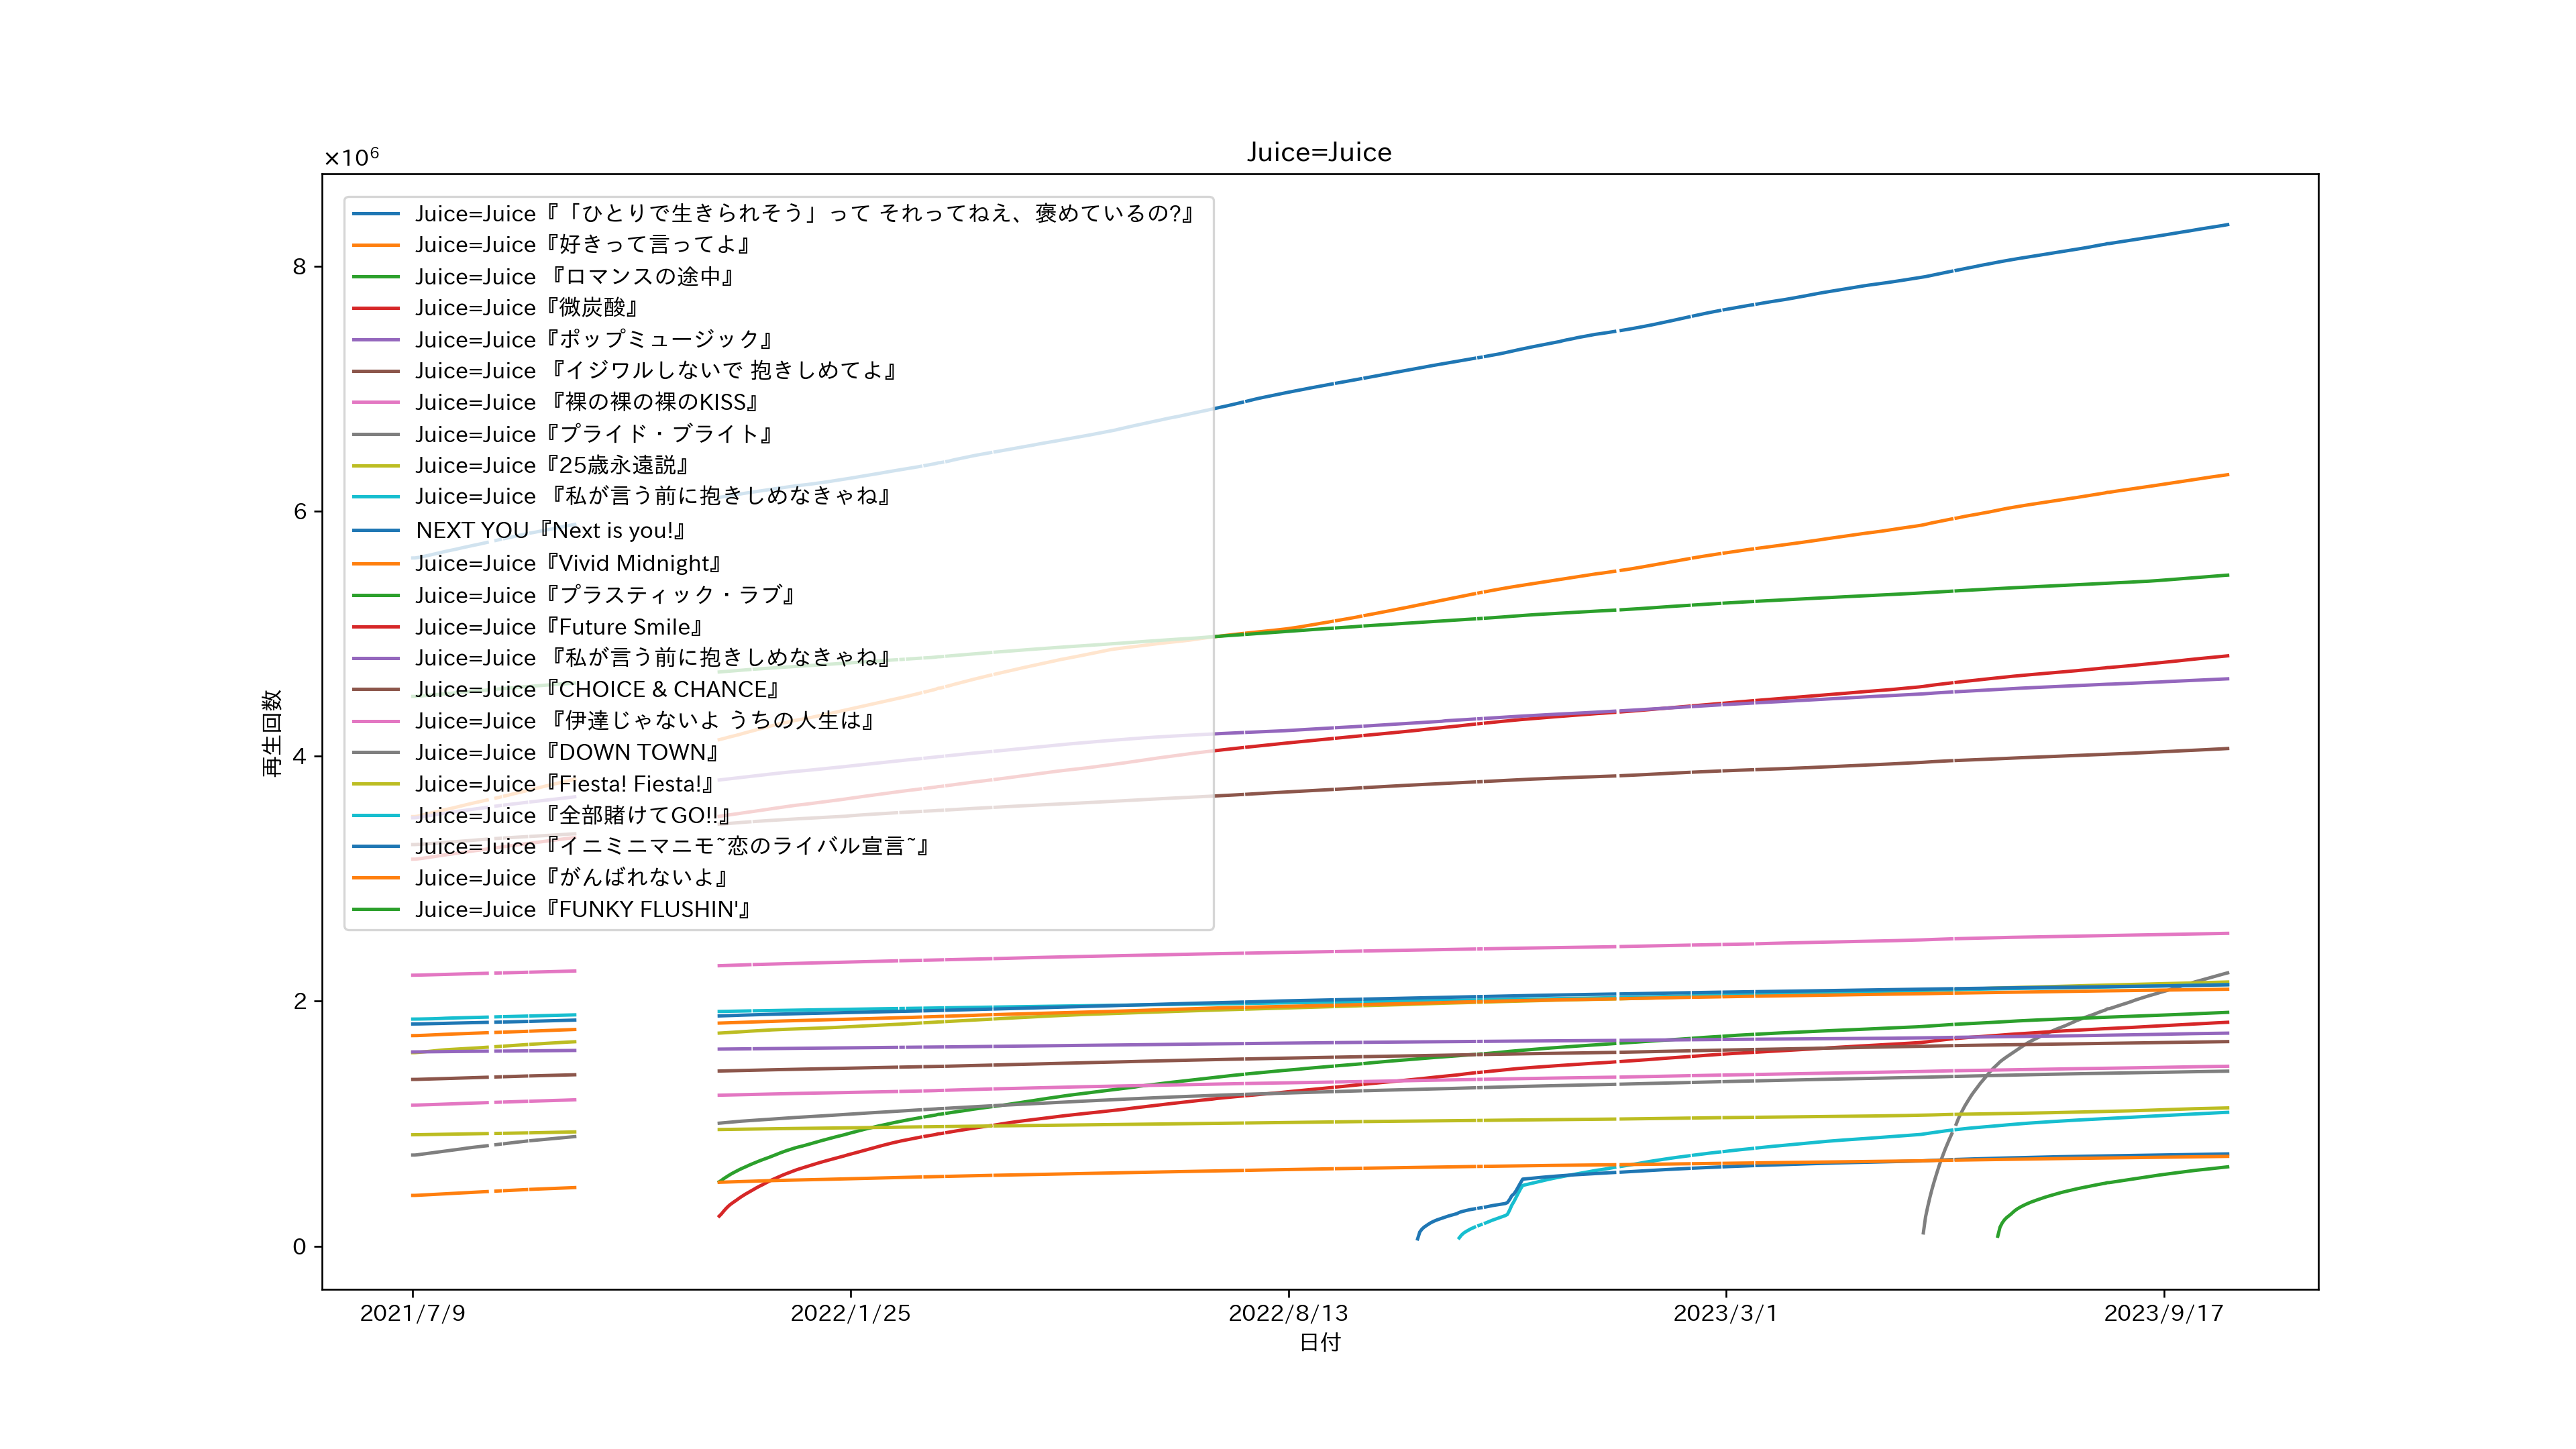 Juice=Juice
×10⁶
Juice=Juice『「ひとりで生きられそう」って それってねえ、褒めているの?』
Juice=Juice『好きって言ってよ』
Juice=Juice 『ロマンスの途中』
Juice=Juice『微炭酸』
Juice=Juice『ポップミュージック』
Juice=Juice 『イジワルしないで 抱きしめてよ』
Juice=Juice 『裸の裸の裸のKISS』
Juice=Juice『プライド・ブライト』
Juice=Juice『25歳永遠説』
Juice=Juice 『私が言う前に抱きしめなきゃね』
NEXT YOU『Next is you!』
Juice=Juice『Vivid Midnight』
Juice=Juice『プラスティック・ラブ』
Juice=Juice『Future Smile』
Juice=Juice 『私が言う前に抱きしめなきゃね』
Juice=Juice『CHOICE & CHANCE』
Juice=Juice 『伊達じゃないよ うちの人生は』
Juice=Juice『DOWN TOWN』
Juice=Juice『Fiesta! Fiesta!』
Juice=Juice『全部賭けてGO!!』
Juice=Juice『イニミニマニモ~恋のライバル宣言~』
Juice=Juice『がんばれないよ』
Juice=Juice『FUNKY FLUSHIN'』
8
6
4
2
0
再生回数
2021/7/9
2022/1/25
2022/8/13
2023/3/1
2023/9/17
日付